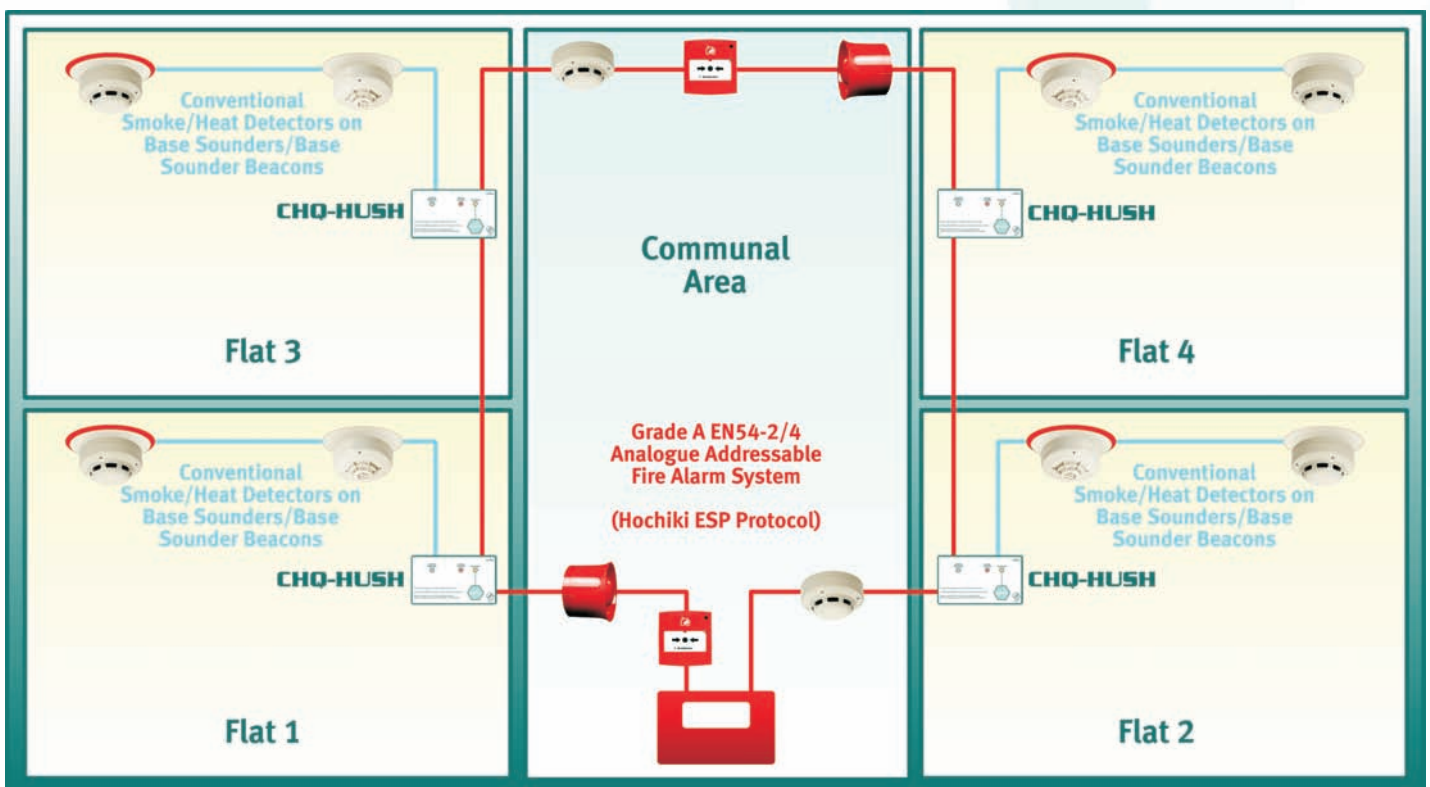 Conventional
Smoke/Heat Detectors on
Base Sounders/Base
Sounder Beacons
CHQ-HUSH
Flat 3
Communal
Area
Conventional
Smoke/Heat Detectors on
Base Sounders/Base
Sounder Beacons
CHQ-HUSH
Flat 4
Conventional
Smoke/Heat Detectors on
Base Sounders/Base
Sounder Beacons
CHQ-HUSH
Flat 1
Grade A EN54-2/4
Analogue Addressable
Fire Alarm System
(Hochiki ESP Protocol)
Conventional
Smoke/Heat Detectors on
Base Sounders/Base
Sounder Beacons
CHQ-HUSH
Flat 2